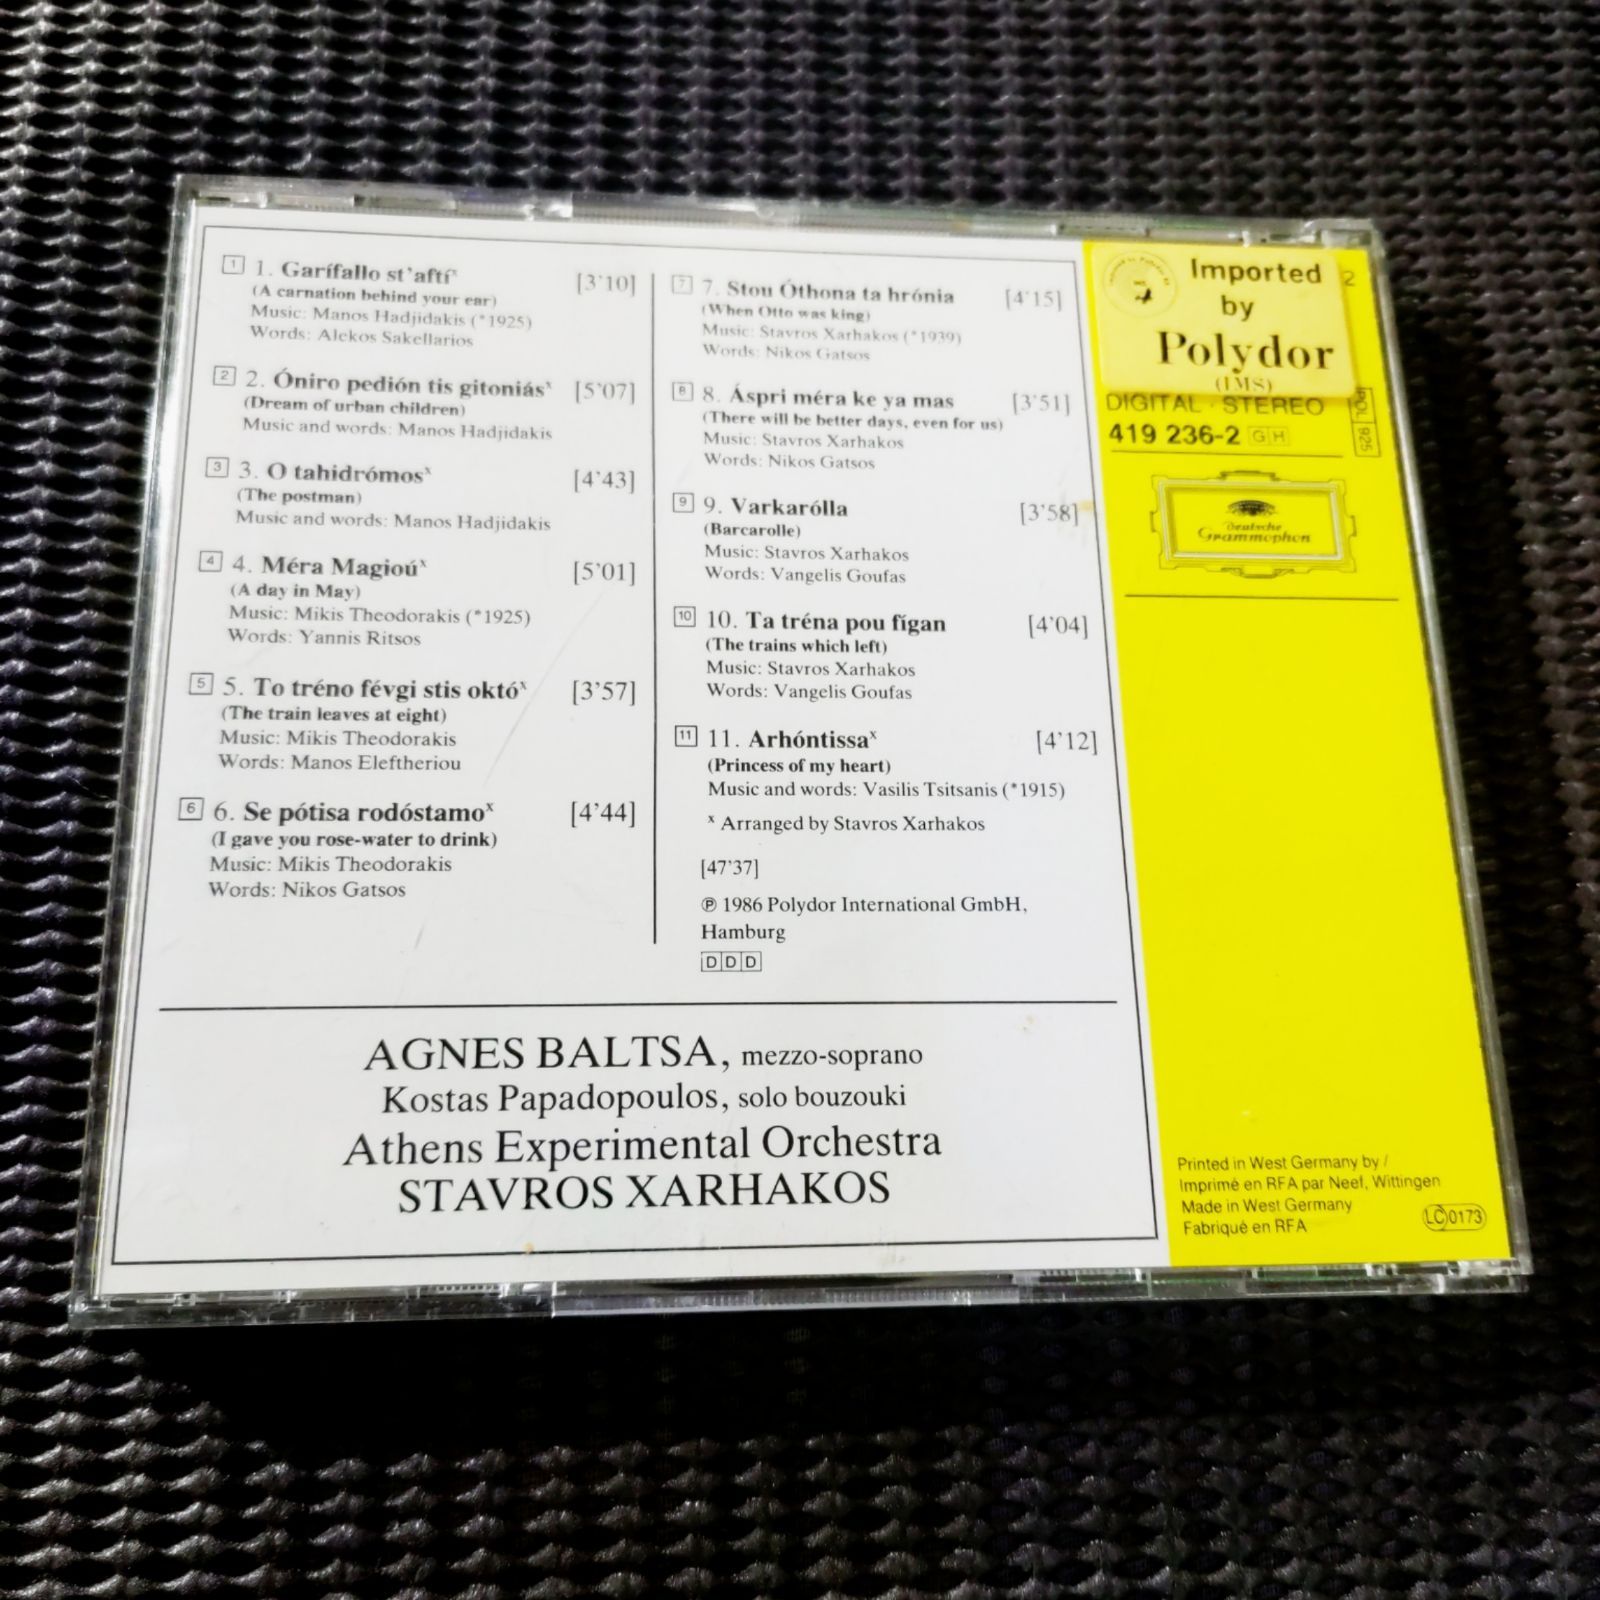 1 1. Garífallo st'aftíˣ [3'10]
(A carnation behind your ear)
Music: Manos Hadjidakis (*1925)
Words: Alekos Sakellarios
2 2. Óniro pedión tis gitoniásˣ [5'07]
(Dream of urban children)
Music and words: Manos Hadjidakis
3 3. O tahidrómosˣ [4'43]
(The postman)
Music and words: Manos Hadjidakis
4 4. Méra Magioúˣ [5'01]
(A day in May)
Music: Mikis Theodorakis (*1925)
Words: Yannis Ritsos
5 5. To tréno févgi stis októˣ [3'57]
(The train leaves at eight)
Music: Mikis Theodorakis
Words: Manos Eleftheriou
6 6. Se pótisa rodóstamoˣ [4'44]
(I gave you rose-water to drink)
Music: Mikis Theodorakis
Words: Nikos Gatsos
7 7. Stou Óthona ta hrónia [4'15]
(When Otto was king)
Music: Stavros Xarhakos (*1939)
Words: Nikos Gatsos
8 8. Áspri méra ke ya mas [3'51]
(There will be better days, even for us)
Music: Stavros Xarhakos
Words: Nikos Gatsos
9 9. Varkarólla [3'58]
(Barcarolle)
Music: Stavros Xarhakos
Words: Vangelis Goufas
10 10. Ta tréna pou fígan [4'04]
(The trains which left)
Music: Stavros Xarhakos
Words: Vangelis Goufas
11 11. Arhóntissaˣ [4'12]
(Princess of my heart)
Music and words: Vasilis Tsitsanis (*1915)
ˣ Arranged by Stavros Xarhakos
[47'37]
℗ 1986 Polydor International GmbH,
Hamburg
DDD
AGNES BALTSA, mezzo-soprano
Kostas Papadopoulos, solo bouzouki
Athens Experimental Orchestra
STAVROS XARHAKOS
Imported
by
Polydor
(IMS)
2
DIGITAL · STEREO
419 236-2 GH
POL 925
Deutsche
Grammophon
Printed in West Germany by /
Imprimé en RFA par Neef, Wittingen
Made in West Germany
Fabriqué en RFA
LC 0173